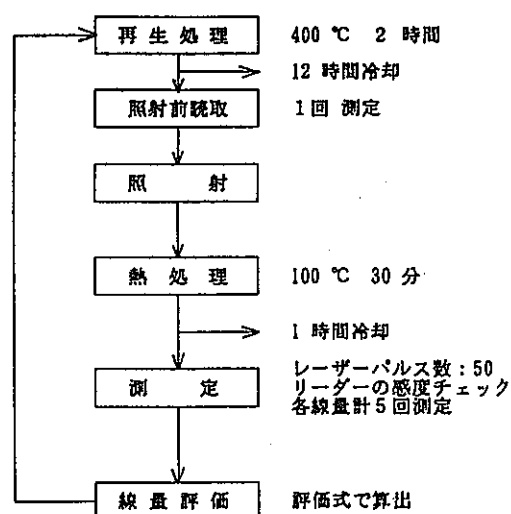 再生処理 400 ℃ 2 時間
12 時間冷却
照射前読取 1回 測定
照 射
熱処理 100 ℃ 30 分
1 時間冷却
レーザーパルス数：50
リーダーの感度チェック
測 定 各線量計5回測定
線量評価 評価式で算出